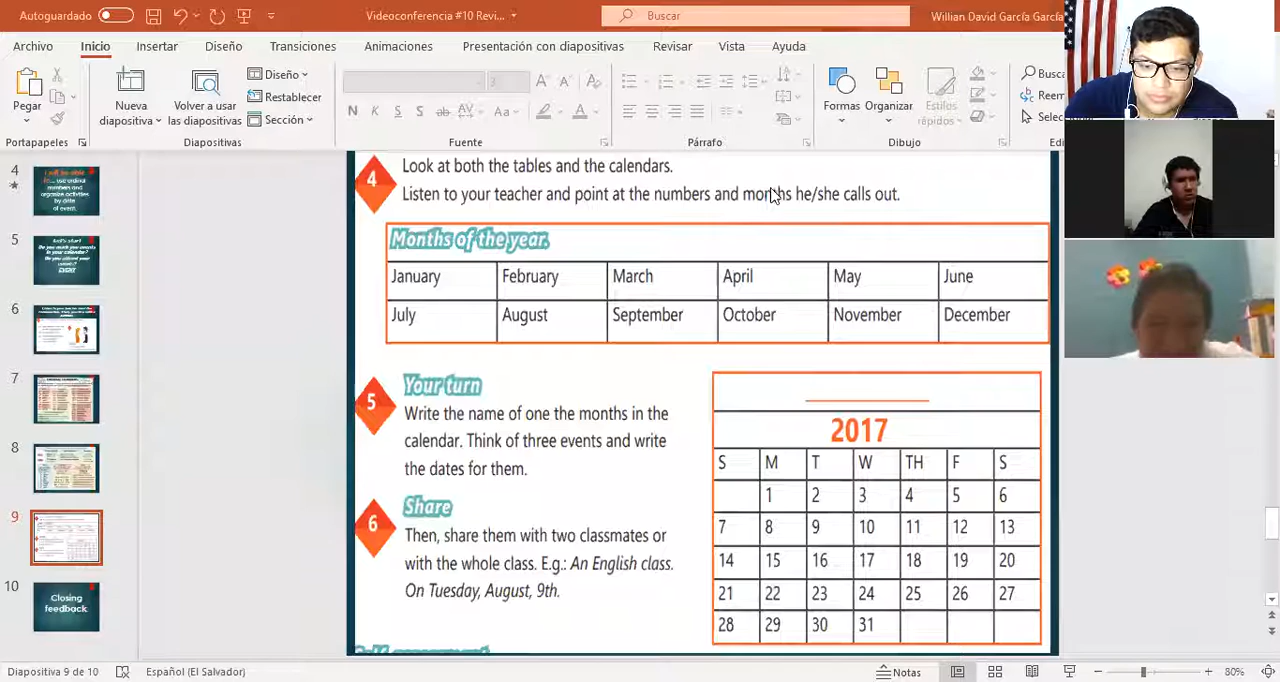 Autoguardado
Videoconferencia #10 Revi...
Buscar
Willian David García García
Archivo Inicio Insertar Diseño Transiciones Animaciones Presentación con diapositivas Revisar Vista Ayuda
Pegar
Nueva diapositiva
Volver a usar las diapositivas
Diseño
Restablecer
Sección
N K S S ab AV Aa A
Formas
Organizar
Estilos rápidos
Portapapeles
Diapositivas
Fuente
Párrafo
Dibujo
4
5
6
7
8
9
10
Closing
feedback
4
Look at both the tables and the calendars.
Listen to your teacher and point at the numbers and months he/she calls out.
Months of the year.
January February March April May June
July August September October November December
5
Your turn
Write the name of one the months in the
calendar. Think of three events and write
the dates for them.
6
Share
Then, share them with two classmates or
with the whole class. E.g.: An English class.
On Tuesday, August, 9th.
2017
S M T W TH F S
1 2 3 4 5 6
7 8 9 10 11 12 13
14 15 16 17 18 19 20
21 22 23 24 25 26 27
28 29 30 31
Diapositiva 9 de 10
Español (El Salvador)
Notas
80%